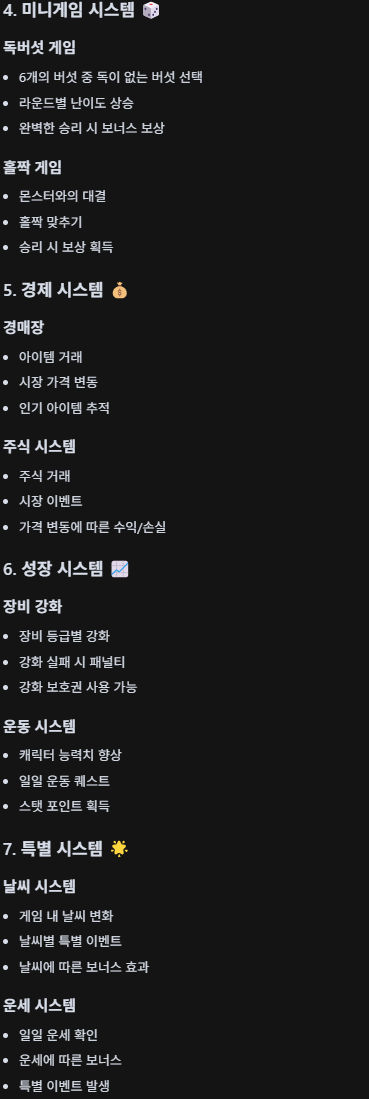 4. 미니게임 시스템 🎲
독버섯 게임
• 6개의 버섯 중 독이 없는 버섯 선택
• 라운드별 난이도 상승
• 완벽한 승리 시 보너스 보상
홀짝 게임
• 몬스터와의 대결
• 홀짝 맞추기
• 승리 시 보상 획득
5. 경제 시스템 💰
경매장
• 아이템 거래
• 시장 가격 변동
• 인기 아이템 추적
주식 시스템
• 주식 거래
• 시장 이벤트
• 가격 변동에 따른 수익/손실
6. 성장 시스템 📈
장비 강화
• 장비 등급별 강화
• 강화 실패 시 패널티
• 강화 보호권 사용 가능
운동 시스템
• 캐릭터 능력치 향상
• 일일 운동 퀘스트
• 스탯 포인트 획득
7. 특별 시스템 🌟
날씨 시스템
• 게임 내 날씨 변화
• 날씨별 특별 이벤트
• 날씨에 따른 보너스 효과
운세 시스템
• 일일 운세 확인
• 운세에 따른 보너스
• 특별 이벤트 발생